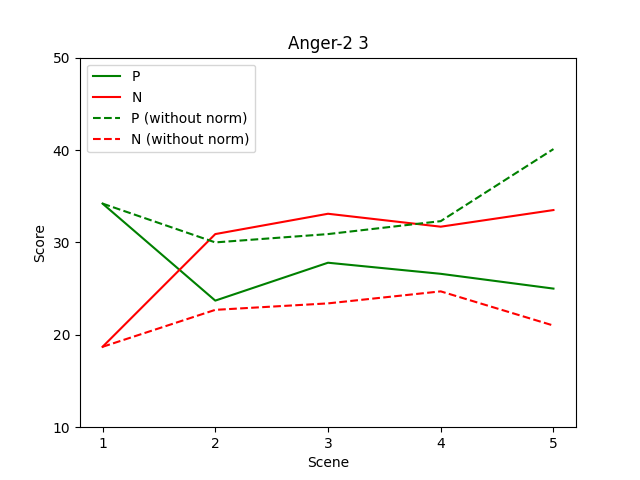 Anger-2 3
50
40
30
20
10
Score
P
N
P (without norm)
N (without norm)
1 2 3 4 5
Scene